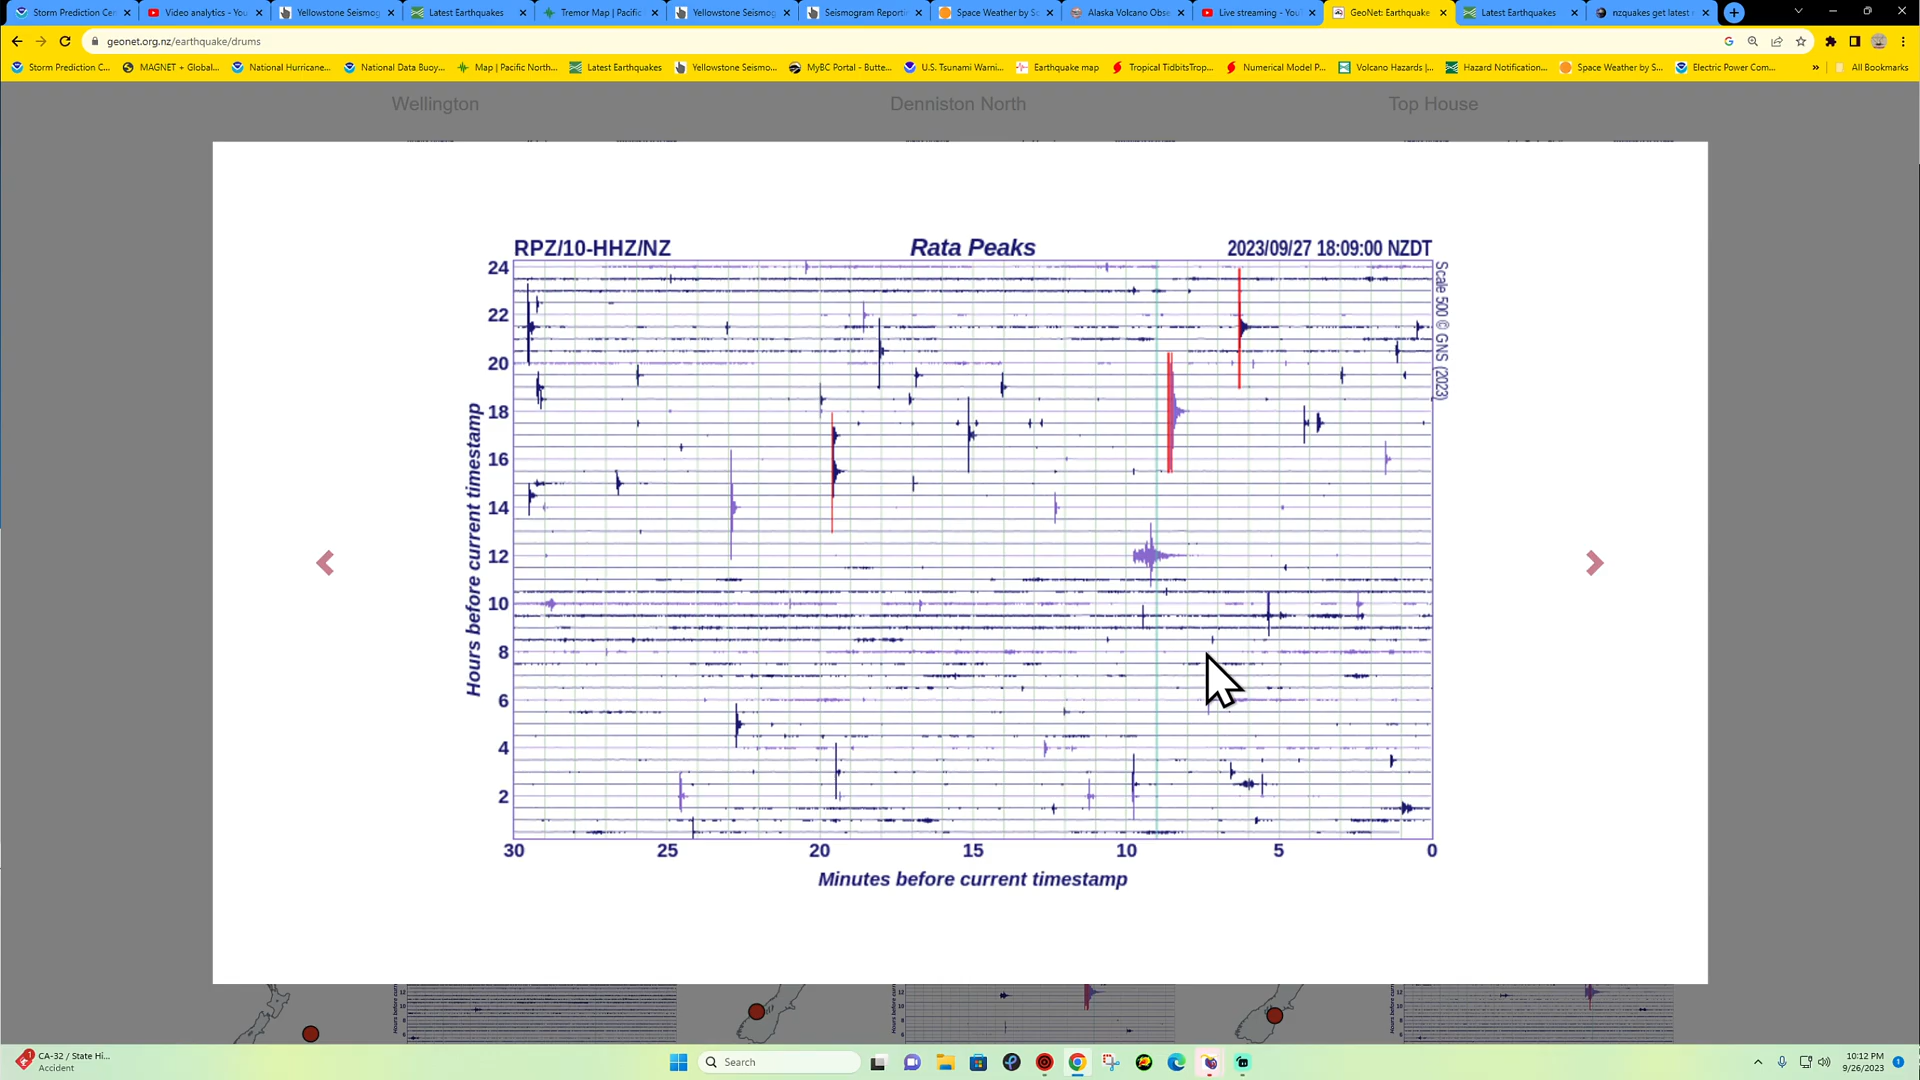 Storm Prediction Cen
Video analytics - You
Yellowstone Seismog
Latest Earthquakes
Tremor Map | Pacific
Yellowstone Seismog
Seismogram Reportin
Space Weather by So
Alaska Volcano Obse
Live streaming - YouT
GeoNet: Earthquake
Latest Earthquakes
nzquakes get latest
geonet.org.nz/earthquake/drums
Storm Prediction C...
MAGNET + Global...
National Hurricane...
National Data Buoy...
Map | Pacific North...
Latest Earthquakes
Yellowstone Seismo...
MyBC Portal - Butte...
U.S. Tsunami Warni...
Earthquake map
Tropical TidbitsTrop...
Numerical Model P...
Volcano Hazards |...
Hazard Notification...
Space Weather by S...
Electric Power Com...
»
All Bookmarks
Wellington
Denniston North
Top House
RPZ/10-HHZ/NZ
Rata Peaks
2023/09/27 18:09:00 NZDT
Scale 500 © GNS (2023)
Hours before current timestamp
24
22
20
18
16
14
12
10
8
6
4
2
30 25 20 15 10 5 0
Minutes before current timestamp
CA-32 / State Hi...
Accident
Search
10:12 PM
9/26/2023